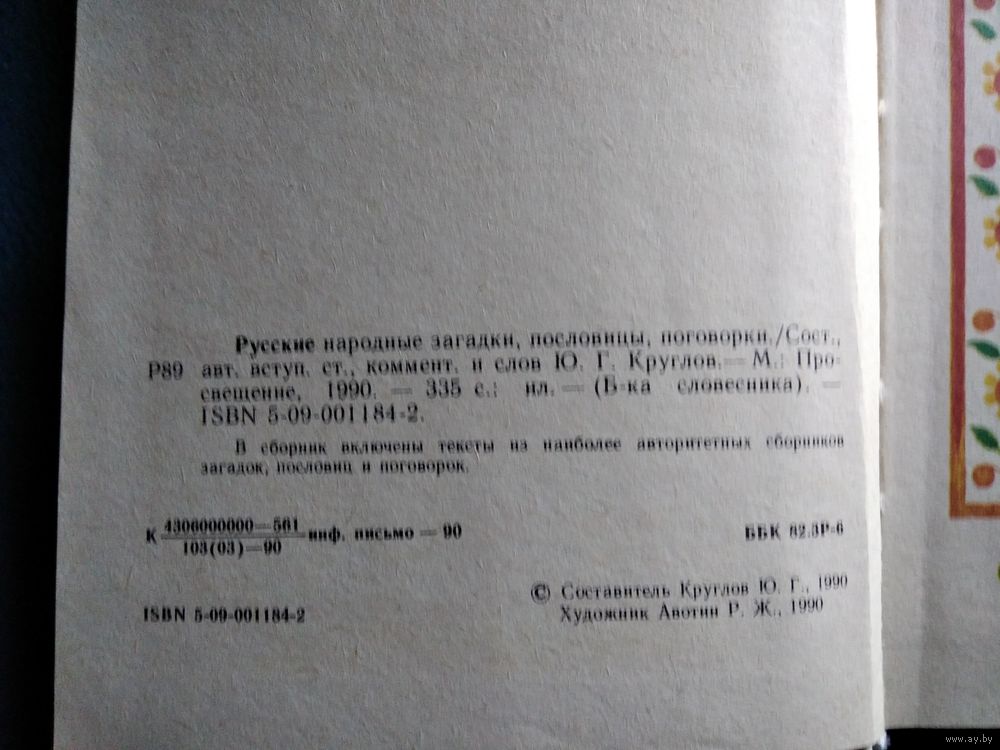 Русские народные загадки, пословицы, поговорки./Сост.,
Р89 авт. вступ. ст., коммент. и слов Ю. Г. Круглов.— М.: Про-
свещение, 1990. — 335 с.: ил. — (Б-ка словесника). —
ISBN 5-09-001184-2.
В сборник включены тексты из наиболее авторитетных сборников
загадок, пословиц и поговорок.
К 4306000000—561
103(03)—90
инф. письмо — 90
ББК 82.3Р-6
© Составитель Круглов Ю. Г., 1990
Художник Авотин Р. Ж., 1990
ISBN 5-09-001184-2
www.ay.by